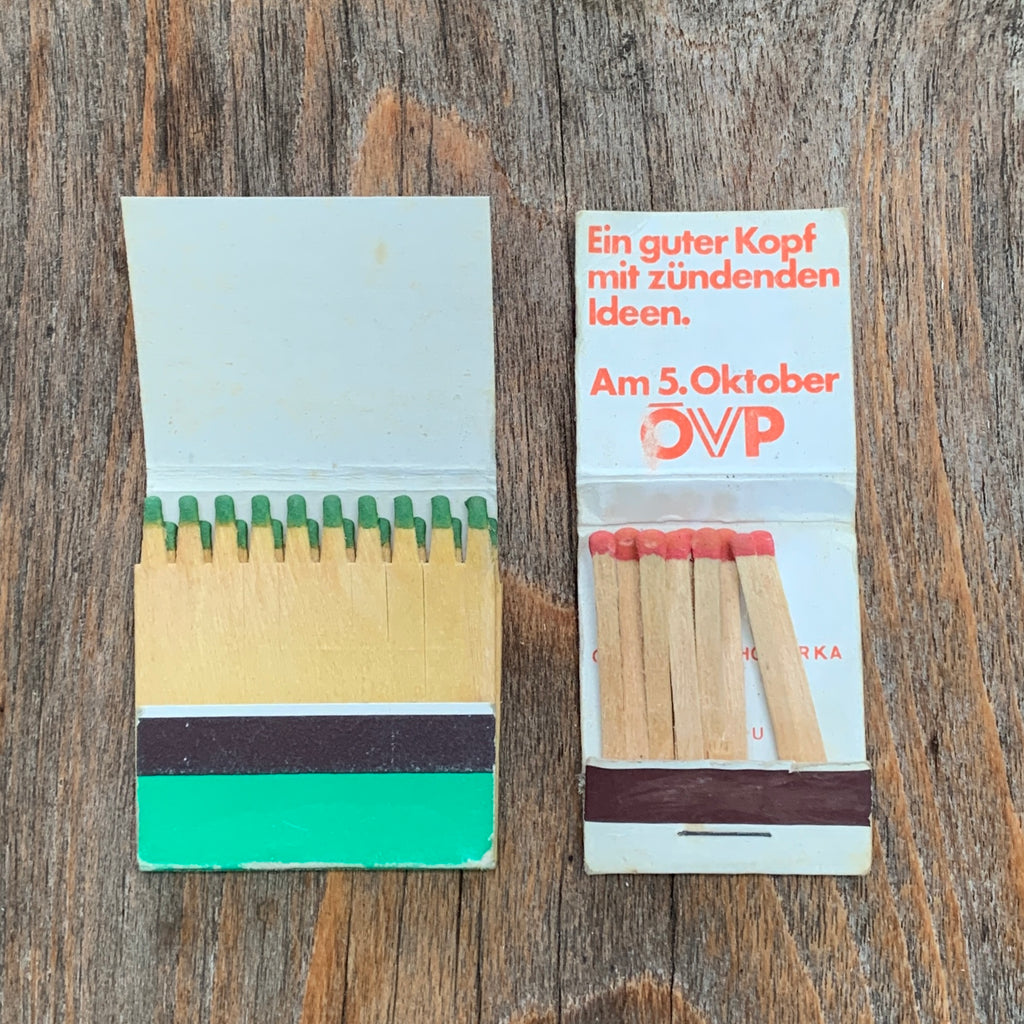 Ein guter Kopf
mit zündenden
Ideen.
Am 5. Oktober
ÖVP